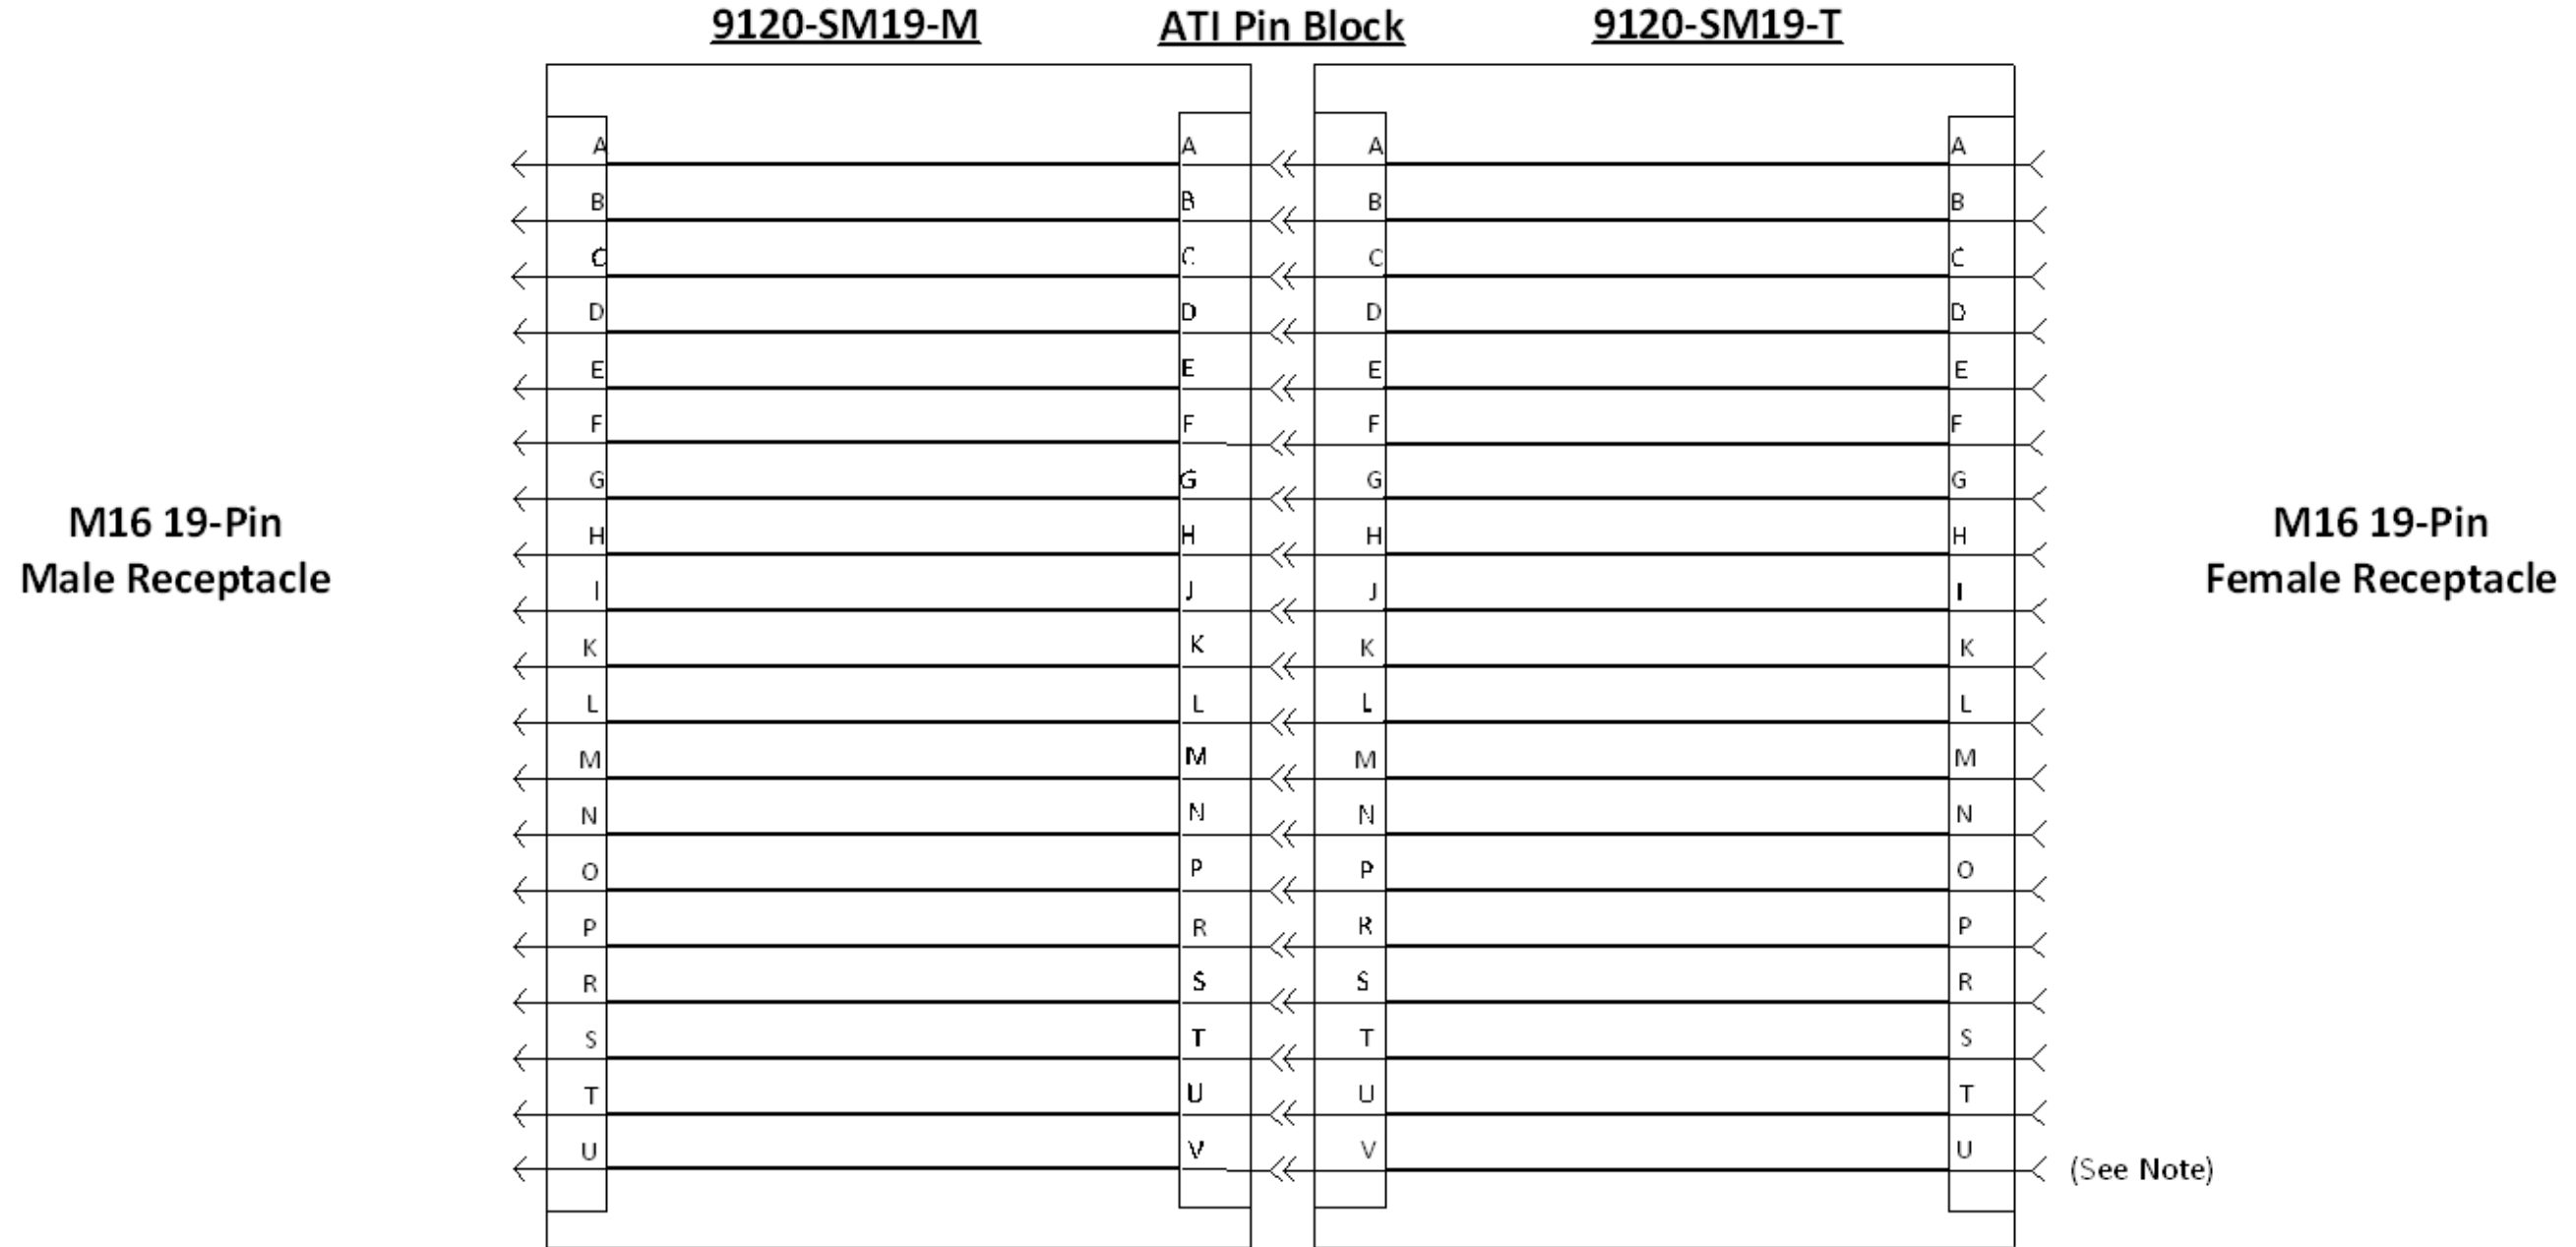 9120-SM19-M ATI Pin Block 9120-SM19-T
A A A A
B B B B
C C C C
D D D D
E E E E
F F F F
G G G G
H H H H
I J J I
K K K K
L L L L
M M M M
N N N N
O P P O
P R R P
R S S R
S T T S
T U U T
U V V U
(See Note)
M16 19-Pin
Male Receptacle
M16 19-Pin
Female Receptacle